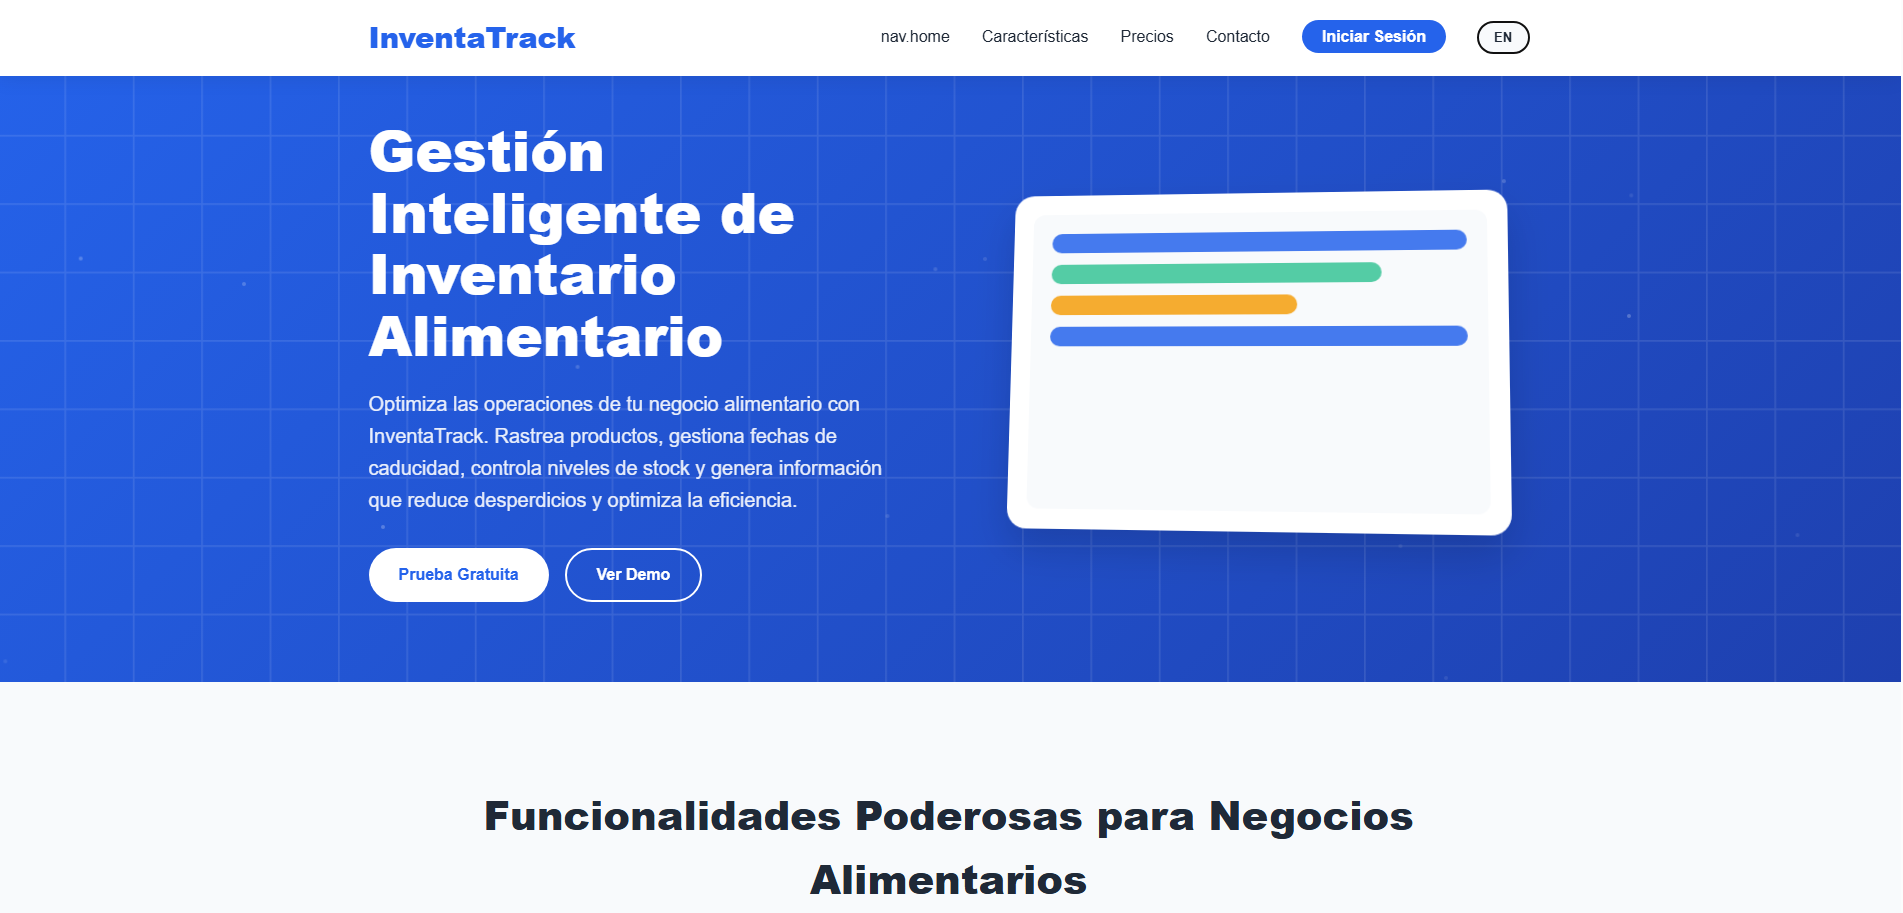 InventaTrack
nav.home
Características
Precios
Contacto
Iniciar Sesión
EN
Gestión
Inteligente de
Inventario
Alimentario
Optimiza las operaciones de tu negocio alimentario con
InventaTrack. Rastrea productos, gestiona fechas de
caducidad, controla niveles de stock y genera información
que reduce desperdicios y optimiza la eficiencia.
Prueba Gratuita
Ver Demo
Funcionalidades Poderosas para Negocios
Alimentarios